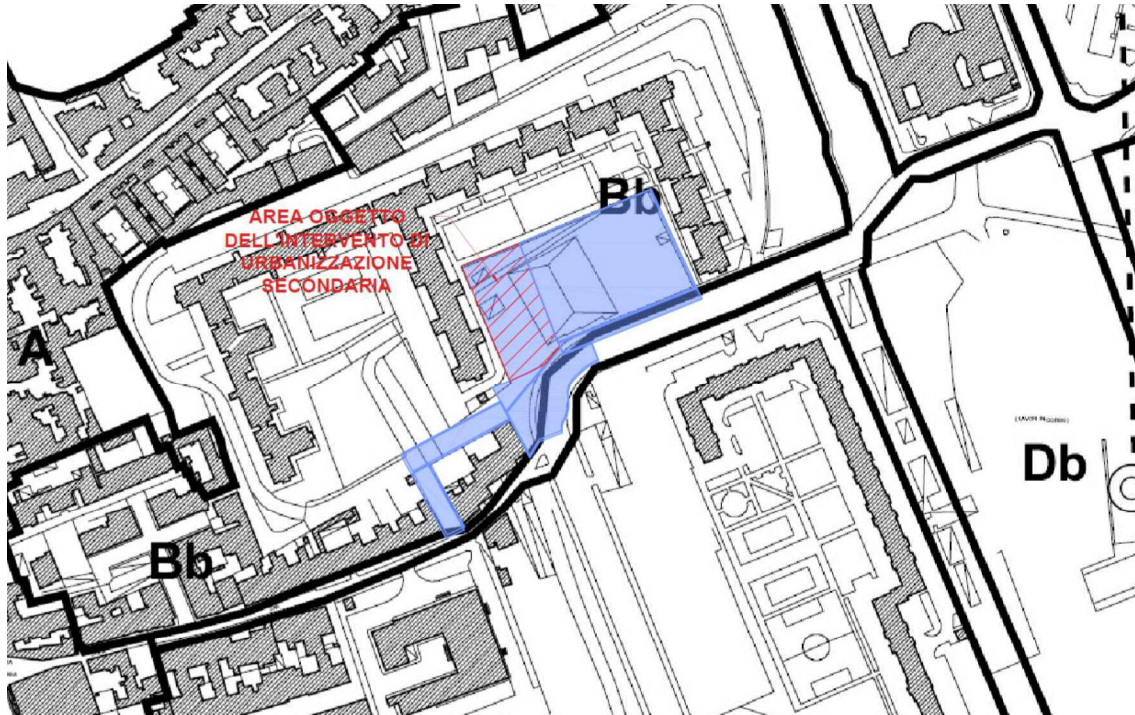 Bb
AREA OGGETTO
DELL'INTERVENTO DI
URBANIZZAZIONE
SECONDARIA
A
Db
Bb